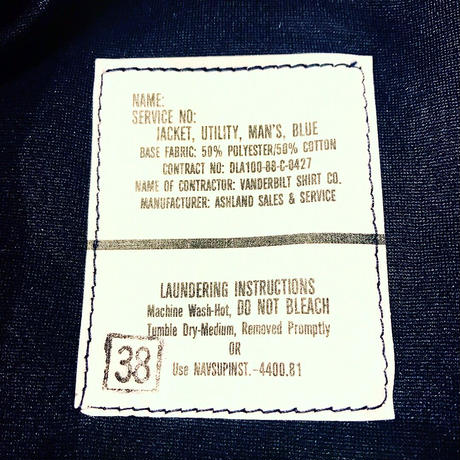 NAME:
SERVICE NO:
JACKET, UTILITY, MAN'S, BLUE
BASE FABRIC: 50% POLYESTER/50% COTTON
CONTRACT NO: DLA100-88-C-0427
NAME OF CONTRACTOR: VANDERBILT SHIRT CO.
MANUFACTURER: ASHLAND SALES & SERVICE
LAUNDERING INSTRUCTIONS
Machine Wash-Hot, DO NOT BLEACH
Tumble Dry-Medium, Removed Promptly
OR
Use NAVSUPINST.-4400.81
38